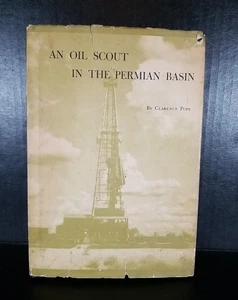 AN OIL SCOUT
IN THE PERMIAN BASIN
By Clarence Pope